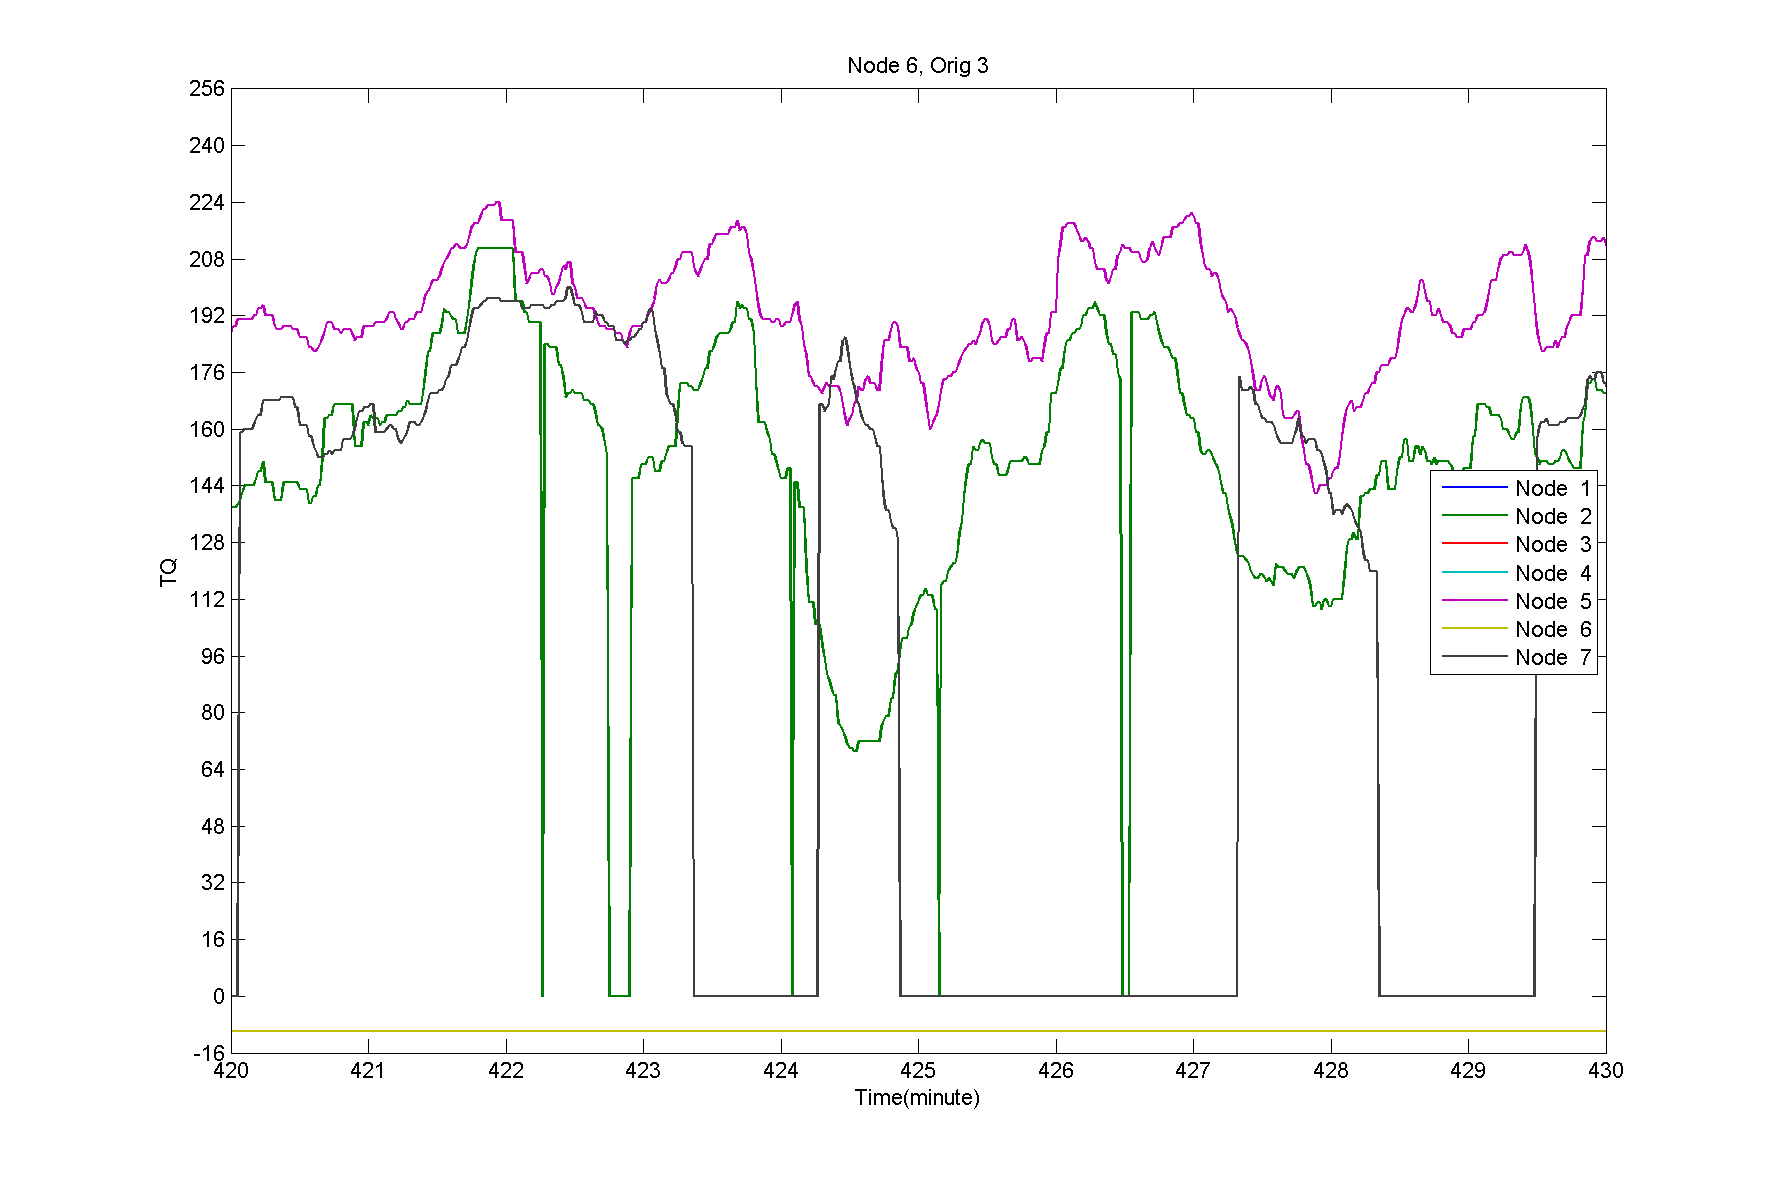 Node 6, Orig 3
256
240
224
208
192
176
160
144
128
112
96
80
64
48
32
16
0
-16
TQ
Node 1
Node 2
Node 3
Node 4
Node 5
Node 6
Node 7
420 421 422 423 424 425 426 427 428 429 430
Time(minute)